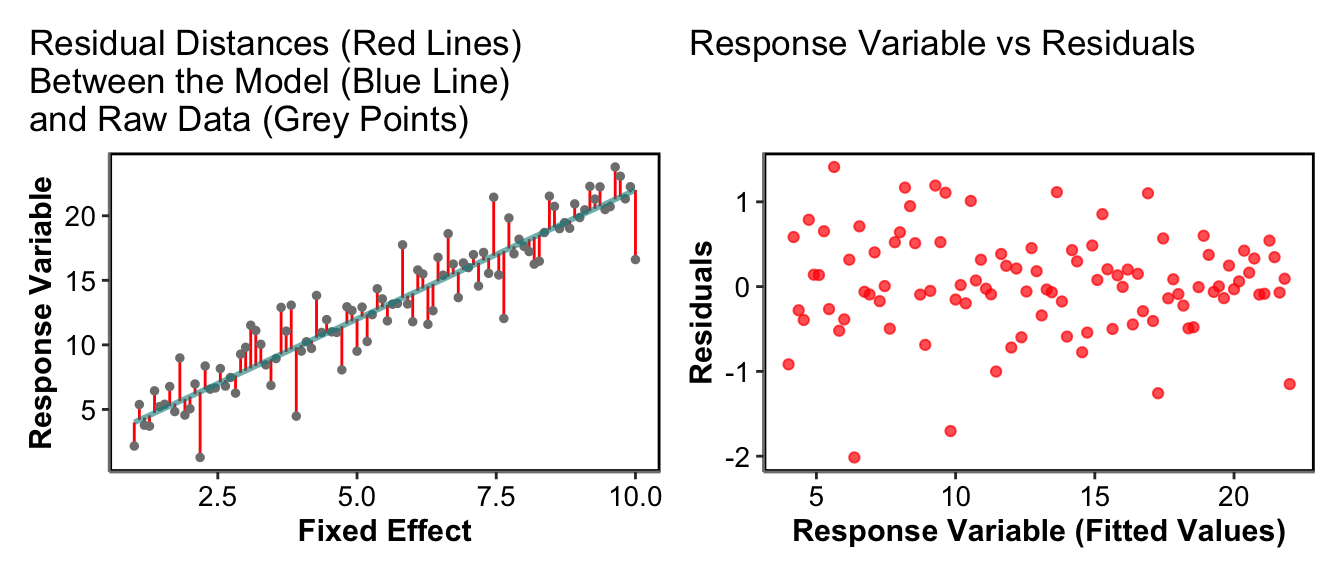 Residual Distances (Red Lines)
Between the Model (Blue Line)
and Raw Data (Grey Points)
Response Variable
20
15
10
5
2.5
5.0
7.5
10.0
Fixed Effect
Response Variable vs Residuals
Residuals
1
0
-1
-2
5
10
15
20
Response Variable (Fitted Values)